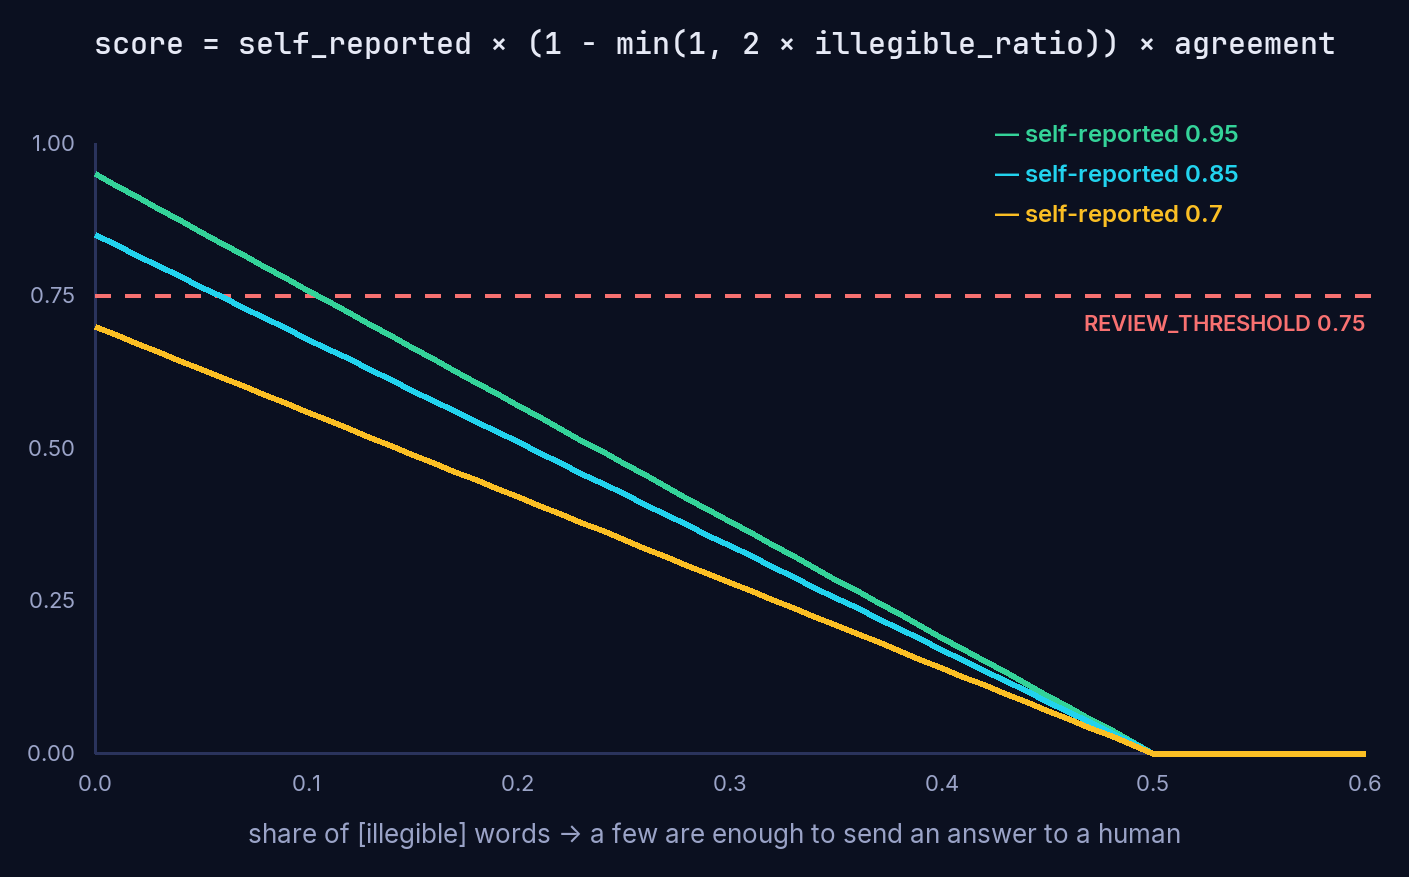 score = self_reported × (1 - min(1, 2 × illegible_ratio)) × agreement
— self-reported 0.95
— self-reported 0.85
— self-reported 0.7
1.00
0.75
REVIEW_THRESHOLD 0.75
0.50
0.25
0.00
0.0 0.1 0.2 0.3 0.4 0.5 0.6
share of [illegible] words → a few are enough to send an answer to a human